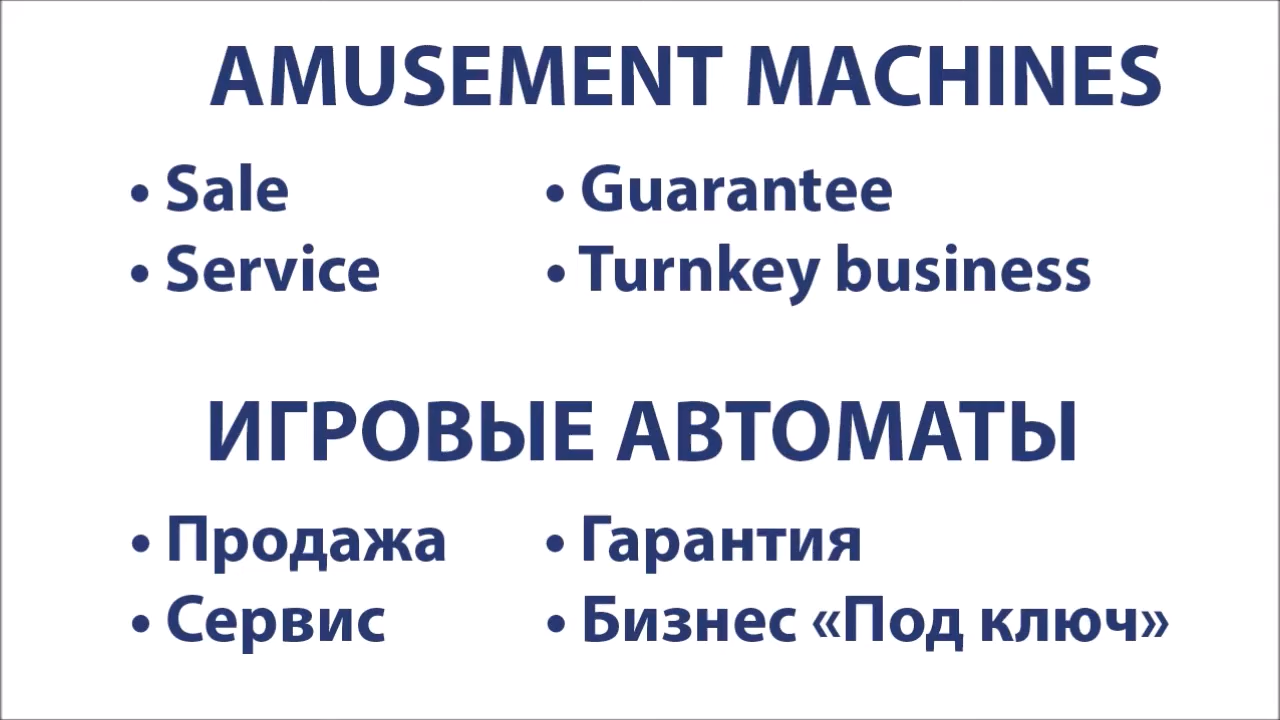 AMUSEMENT MACHINES
• Sale
• Service
• Guarantee
• Turnkey business
ИГРОВЫЕ АВТОМАТЫ
• Продажа
• Сервис
• Гарантия
• Бизнес «Под ключ»